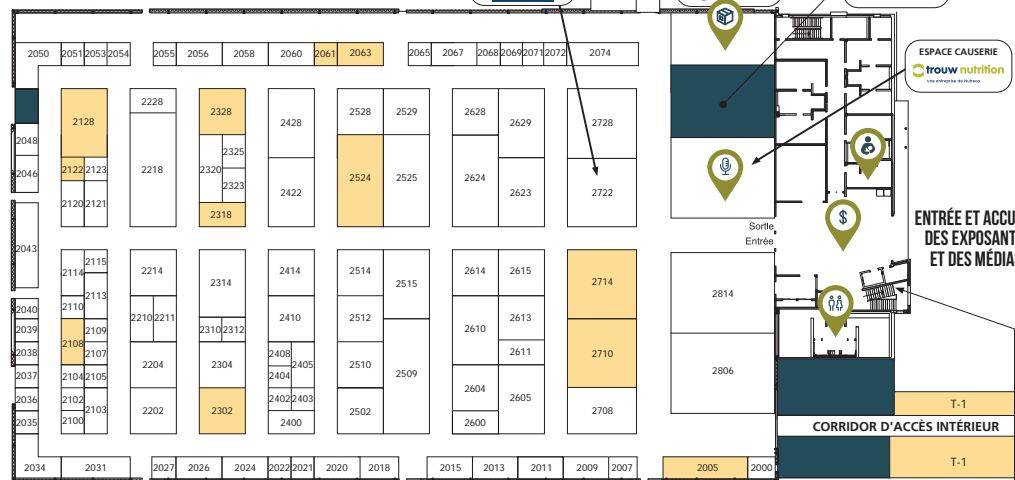 ESPACE CAUSERIE
trouw nutrition
une entreprise de Nutreco
2050 2051 2053 2054 2055 2056 2058 2060 2061 2063 2065 2067 2068 2069 2071 2072 2074
2128 2228 2328 2428 2528 2529 2628 2629 2728
2048 2325
2046 2122 2123 2218 2320 2323 2422 2524 2525 2624 2623 2722
2120 2121 2318
$
Sortie
Entrée
ENTRÉE ET ACCU
DES EXPOSANT
ET DES MÉDIA
2043 2114 2115 2214 2314 2414 2514 2515 2614 2615 2714 2814
2113
2040 2110 2210 2211 2410 2512 2610 2613
2039 2108 2109 2310 2312 2710
2038 2107 2204 2304 2408 2405 2510 2509 2611 2806
2037 2104 2105 2404 2604 2605
2036 2102 2103 2202 2302 2402 2403 2502 2708
2035 2100 2400 2600
T-1
CORRIDOR D'ACCÈS INTÉRIEUR
T-1
2034 2031 2027 2026 2024 2022 2021 2020 2018 2015 2013 2011 2009 2007 2005 2000